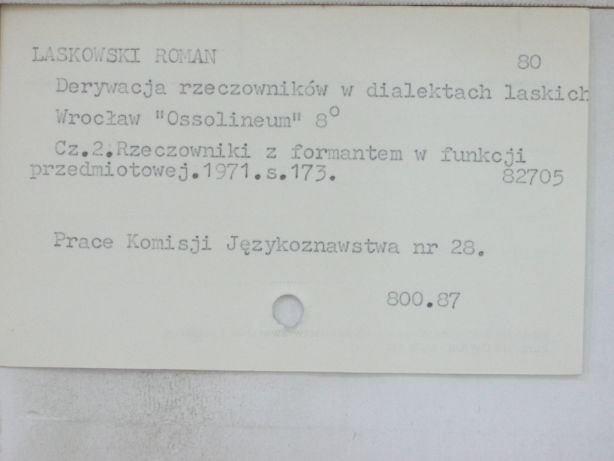 LASKOWSKI ROMAN 80
Derywacja rzeczowników w dialektach laskich
Wrocław "Ossolineum" 8°
Cz.2.Rzeczowniki z formantem w funkcji
przedmiotowej.1971.s.173. 82705
Prace Komisji Językoznawstwa nr 28.
800.87